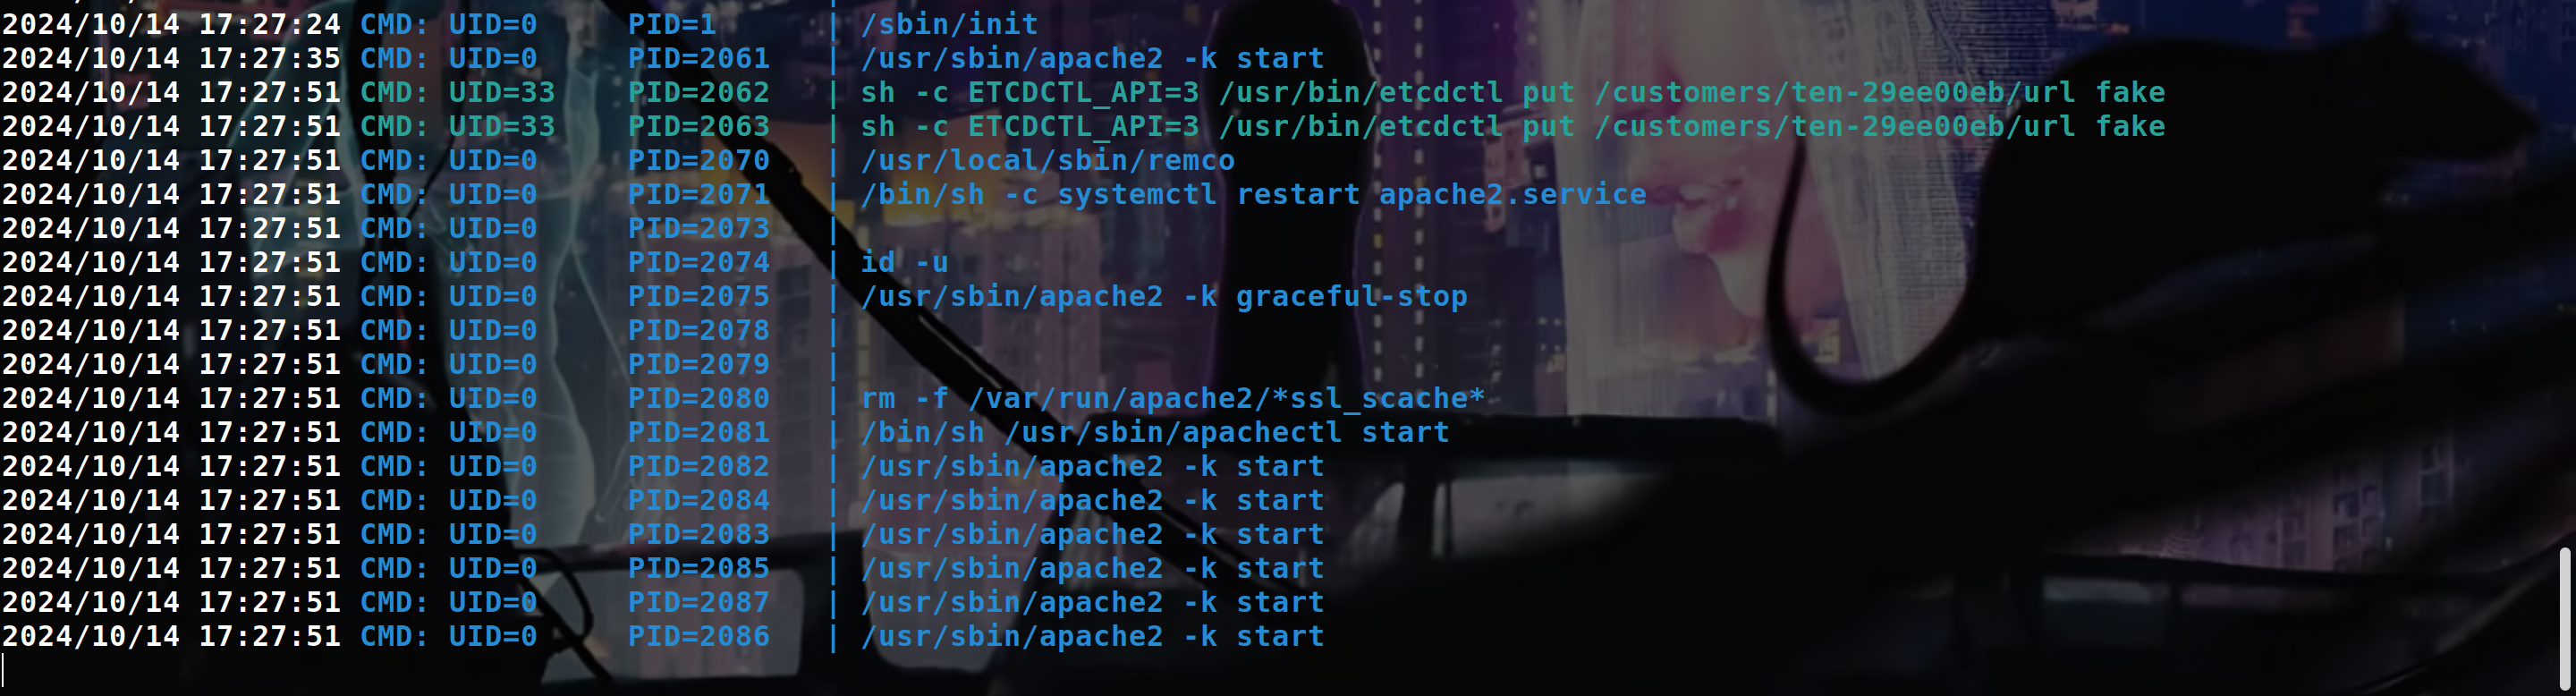 2024/10/14 17:27:24 CMD: UID=0     PID=1      | /sbin/init
2024/10/14 17:27:35 CMD: UID=0     PID=2061   | /usr/sbin/apache2 -k start
2024/10/14 17:27:51 CMD: UID=33    PID=2062   | sh -c ETCDCTL_API=3 /usr/bin/etcdctl put /customers/ten-29ee00eb/url fake
2024/10/14 17:27:51 CMD: UID=33    PID=2063   | sh -c ETCDCTL_API=3 /usr/bin/etcdctl put /customers/ten-29ee00eb/url fake
2024/10/14 17:27:51 CMD: UID=0     PID=2070   | /usr/local/sbin/remco
2024/10/14 17:27:51 CMD: UID=0     PID=2071   | /bin/sh -c systemctl restart apache2.service
2024/10/14 17:27:51 CMD: UID=0     PID=2073   |
2024/10/14 17:27:51 CMD: UID=0     PID=2074   | id -u
2024/10/14 17:27:51 CMD: UID=0     PID=2075   | /usr/sbin/apache2 -k graceful-stop
2024/10/14 17:27:51 CMD: UID=0     PID=2078   |
2024/10/14 17:27:51 CMD: UID=0     PID=2079   |
2024/10/14 17:27:51 CMD: UID=0     PID=2080   | rm -f /var/run/apache2/*ssl_scache*
2024/10/14 17:27:51 CMD: UID=0     PID=2081   | /bin/sh /usr/sbin/apachectl start
2024/10/14 17:27:51 CMD: UID=0     PID=2082   | /usr/sbin/apache2 -k start
2024/10/14 17:27:51 CMD: UID=0     PID=2084   | /usr/sbin/apache2 -k start
2024/10/14 17:27:51 CMD: UID=0     PID=2083   | /usr/sbin/apache2 -k start
2024/10/14 17:27:51 CMD: UID=0     PID=2085   | /usr/sbin/apache2 -k start
2024/10/14 17:27:51 CMD: UID=0     PID=2087   | /usr/sbin/apache2 -k start
2024/10/14 17:27:51 CMD: UID=0     PID=2086   | /usr/sbin/apache2 -k start